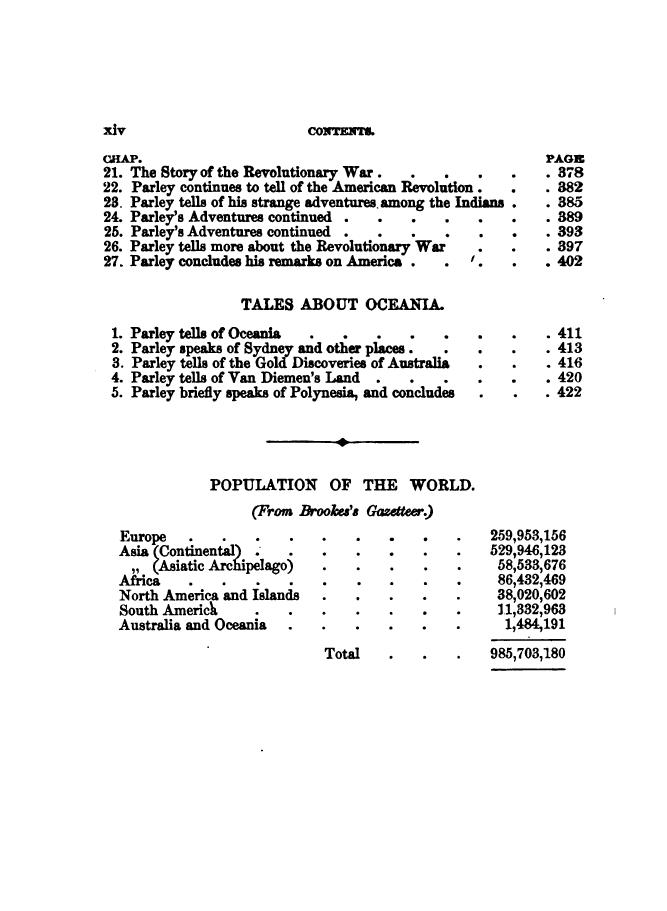 xiv CONTENTS.
CHAP. PAGE
21. The Story of the Revolutionary War . . . . . . 378
22. Parley continues to tell of the American Revolution . . . 382
23. Parley tells of his strange adventures among the Indians . . 385
24. Parley's Adventures continued . . . . . . . 389
25. Parley's Adventures continued . . . . . . . 393
26. Parley tells more about the Revolutionary War . . . 397
27. Parley concludes his remarks on America . . . . . 402
TALES ABOUT OCEANIA.
1. Parley tells of Oceania . . . . . . . . 411
2. Parley speaks of Sydney and other places . . . . . 413
3. Parley tells of the Gold Discoveries of Australia . . . 416
4. Parley tells of Van Diemen's Land . . . . . . 420
5. Parley briefly speaks of Polynesia, and concludes . . . 422
POPULATION OF THE WORLD.
(From Brookes's Gazetteer.)
Europe . . . . . . . . . 259,953,156
Asia (Continental) . . . . . . . 529,946,123
„ (Asiatic Archipelago) . . . . . 58,533,676
Africa . . . . . . . . . 86,432,469
North America and Islands . . . . . 38,020,602
South America . . . . . . . 11,332,963
Australia and Oceania . . . . . . 1,484,191
Total . . . 985,703,180